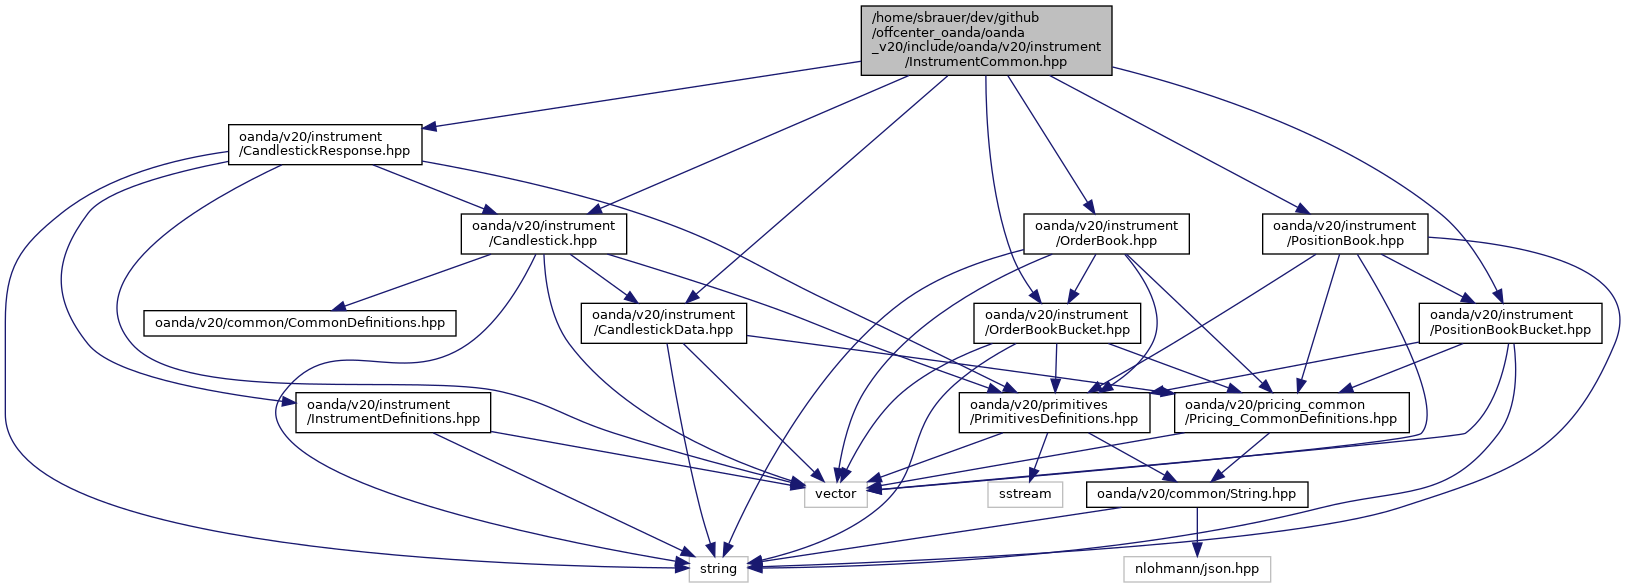 /home/sbrauer/dev/github
/offcenter_oanda/oanda
_v20/include/oanda/v20/instrument
/InstrumentCommon.hpp
oanda/v20/instrument
/CandlestickResponse.hpp
oanda/v20/instrument
/Candlestick.hpp
oanda/v20/instrument
/OrderBook.hpp
oanda/v20/instrument
/PositionBook.hpp
oanda/v20/common/CommonDefinitions.hpp
oanda/v20/instrument
/CandlestickData.hpp
oanda/v20/instrument
/OrderBookBucket.hpp
oanda/v20/instrument
/PositionBookBucket.hpp
oanda/v20/instrument
/InstrumentDefinitions.hpp
oanda/v20/primitives
/PrimitivesDefinitions.hpp
oanda/v20/pricing_common
/Pricing_CommonDefinitions.hpp
vector
sstream
oanda/v20/common/String.hpp
string
nlohmann/json.hpp